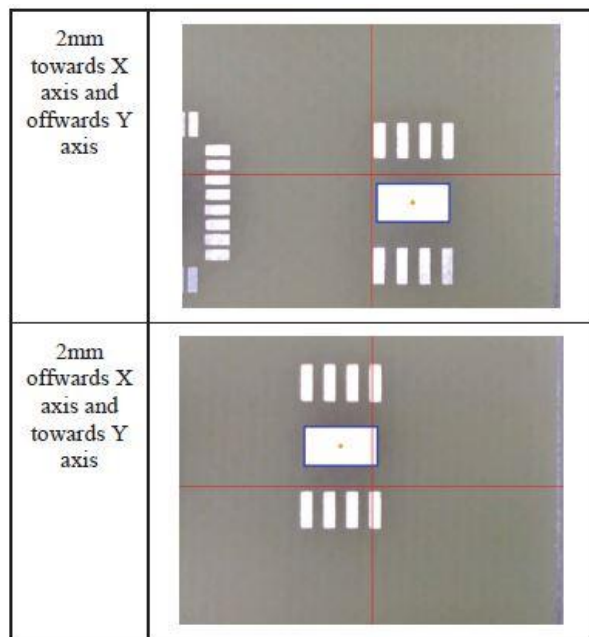 2mm
towards X
axis and
offwards Y
axis
2mm
offwards X
axis and
towards Y
axis